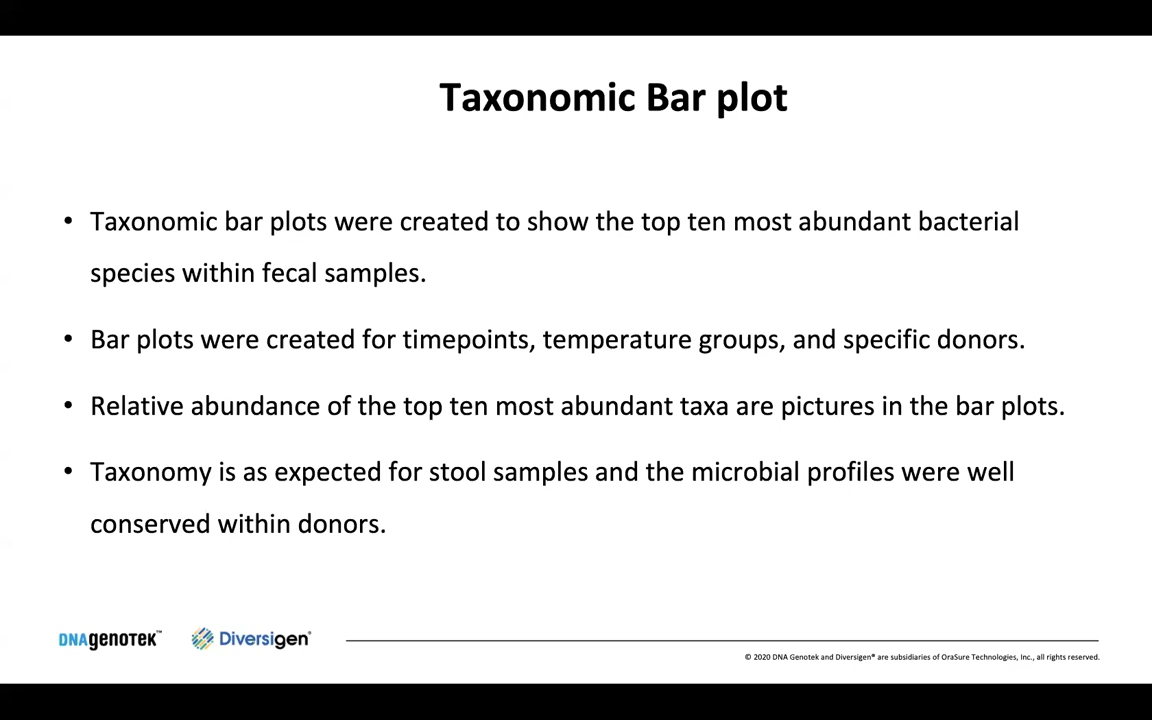 Taxonomic Bar plot
• Taxonomic bar plots were created to show the top ten most abundant bacterial
species within fecal samples.
• Bar plots were created for timepoints, temperature groups, and specific donors.
• Relative abundance of the top ten most abundant taxa are pictures in the bar plots.
• Taxonomy is as expected for stool samples and the microbial profiles were well
conserved within donors.
DNAgenotek™ Diversigen®
© 2020 DNA Genotek and Diversigen® are subsidiaries of OraSure Technologies, Inc., all rights reserved.